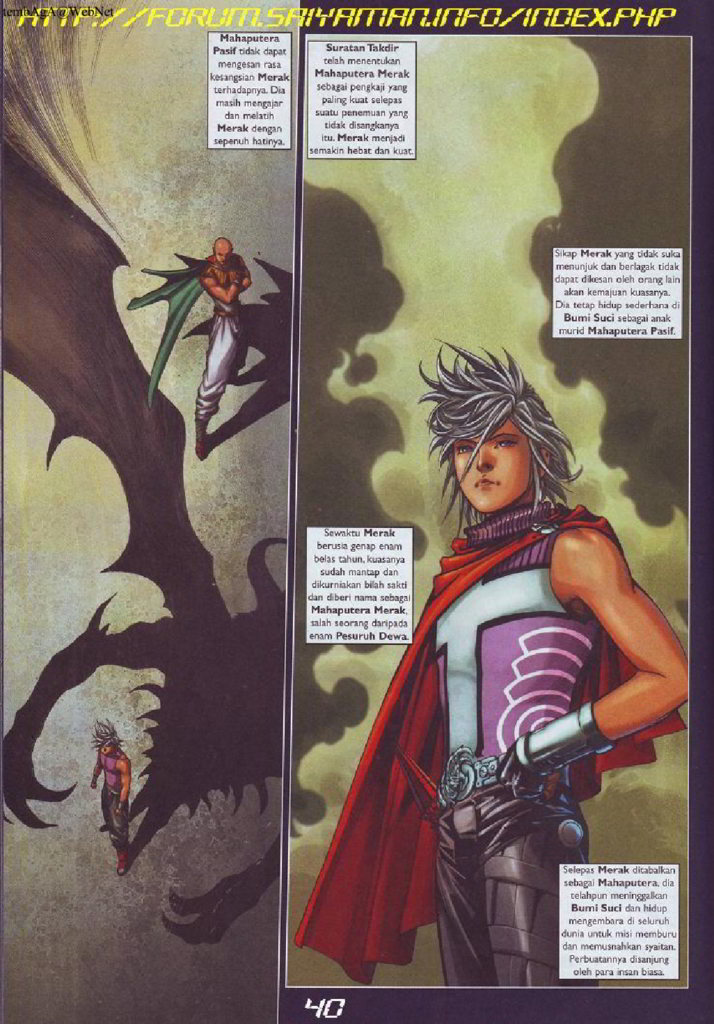 tembAgA@WebNet
HTTP://FORUM.SAIYAMAN.INFO/INDEX.PHP
Mahaputera
Pasif tidak dapat
mengesan rasa
kesangsian Merak
terhadapnya. Dia
masih mengajar
dan melatih
Merak dengan
sepenuh hatinya.
Suratan Takdir
telah menentukan
Mahaputera Merak
sebagai pengkaji yang
paling kuat selepas
suatu penemuan yang
tidak disangkanya
itu. Merak menjadi
semakin hebat dan kuat.
Sikap Merak yang tidak suka
menunjuk dan berlagak tidak
dapat dikesan oleh orang lain
akan kemajuan kuasanya.
Dia tetap hidup sederhana di
Bumi Suci sebagai anak
murid Mahaputera Pasif.
Sewaktu Merak
berusia genap enam
belas tahun, kuasanya
sudah mantap dan
dikurniakan bilah sakti
dan diberi nama sebagai
Mahaputera Merak,
salah seorang daripada
enam Pesuruh Dewa.
Selepas Merak ditabalkan
sebagai Mahaputera, dia
telahpun meninggalkan
Bumi Suci dan hidup
mengembara di seluruh
dunia untuk misi memburu
dan memusnahkan syaitan.
Perbuatannya disanjung
oleh para insan biasa.
40